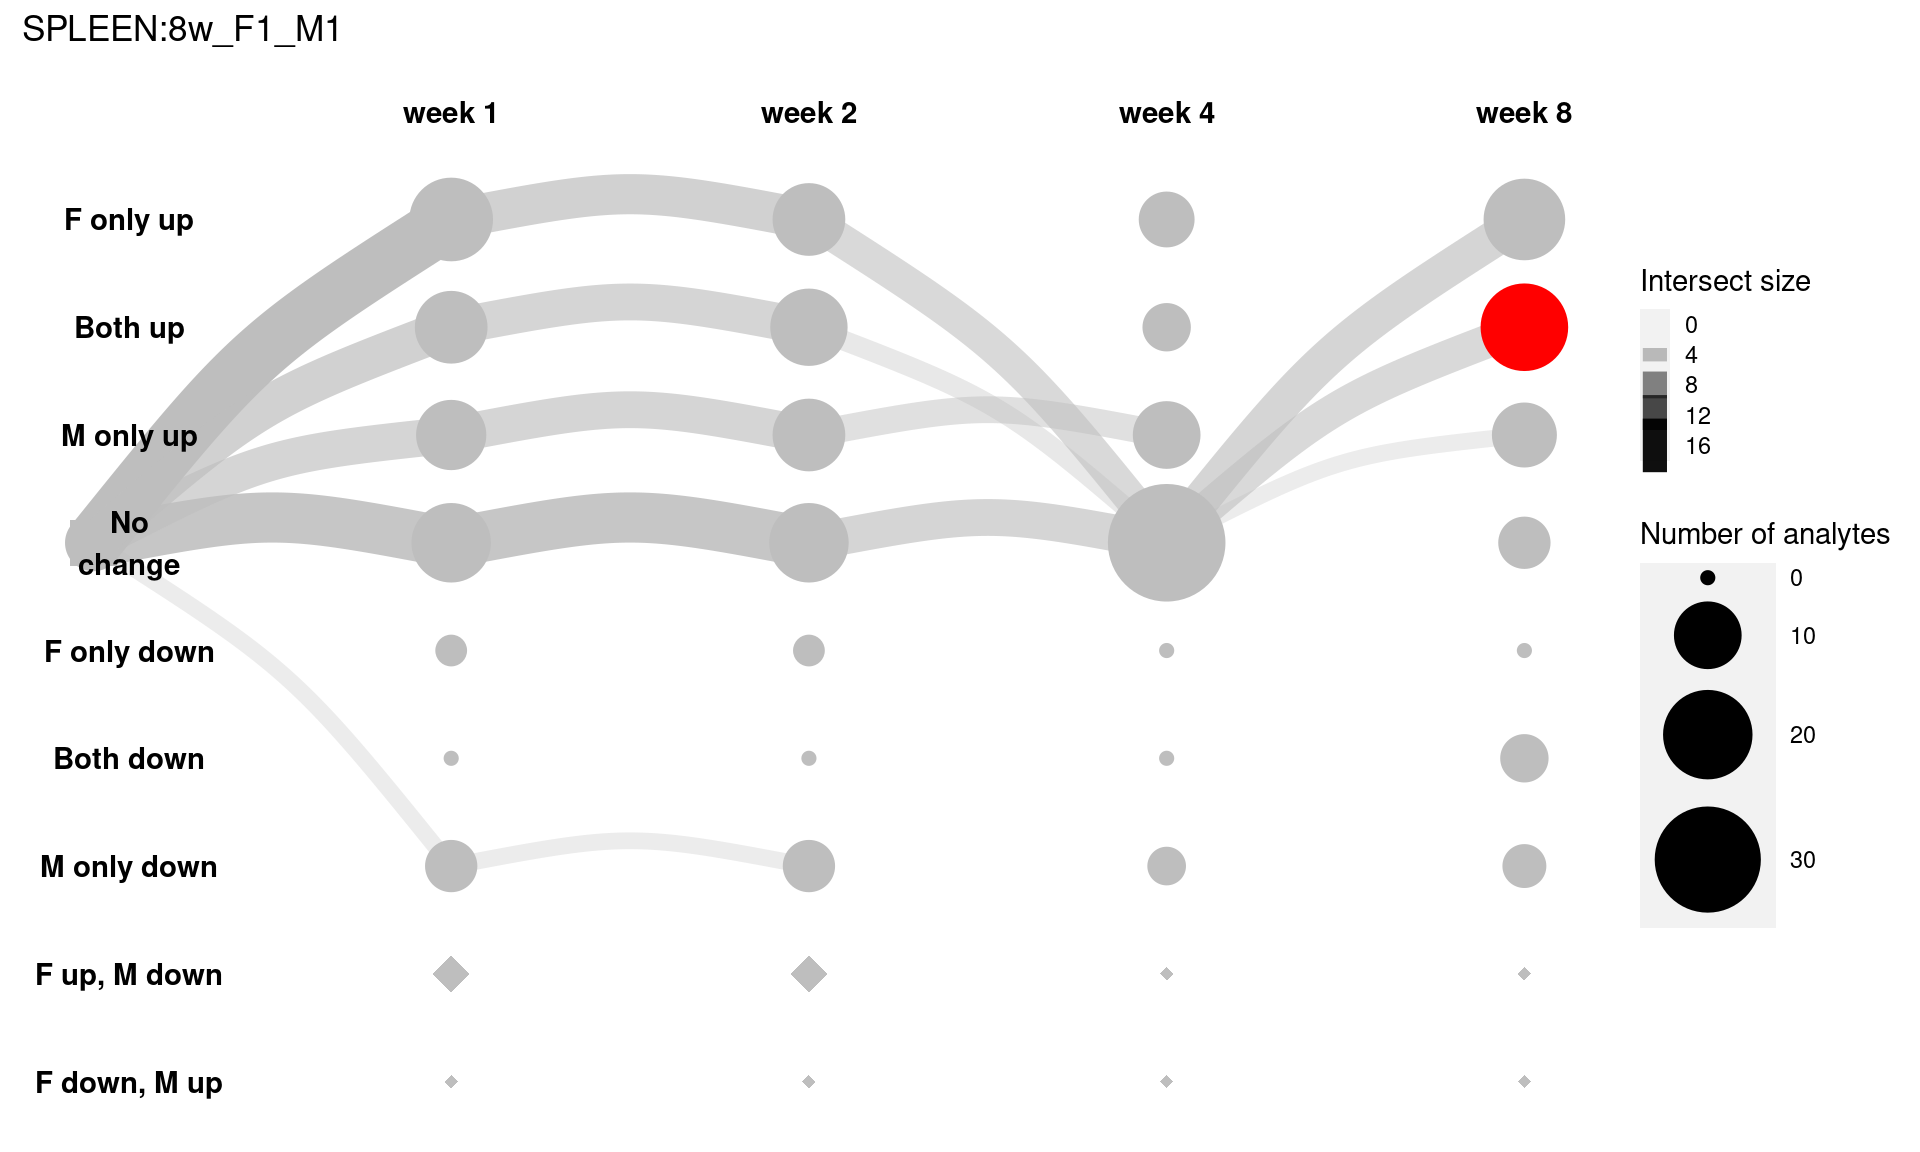 SPLEEN:8w_F1_M1
week 1
week 2
week 4
week 8
F only up
Both up
M only up
No
change
F only down
Both down
M only down
F up, M down
F down, M up
Intersect size
0
4
8
12
16
Number of analytes
0
10
20
30